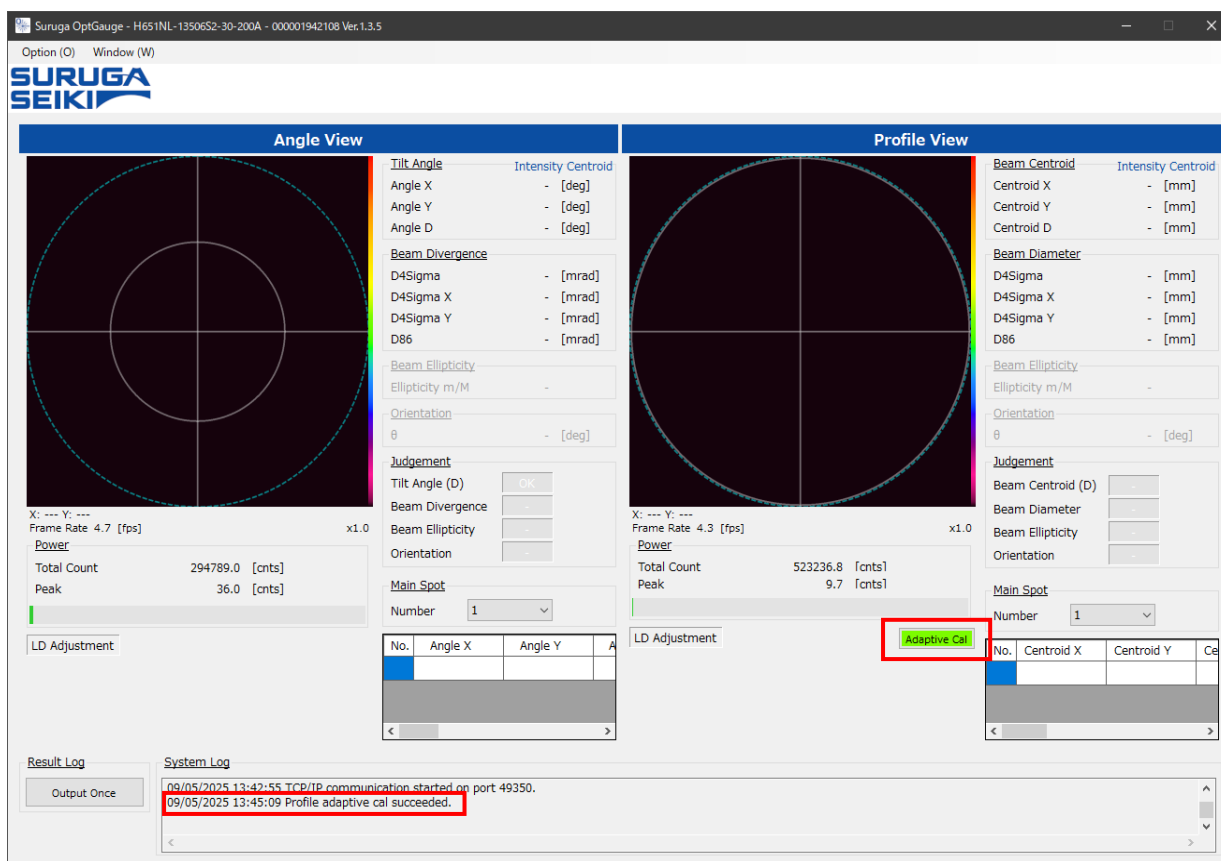 Suruga OptGauge - H651NL-13506S2-30-200A - 000001942108 Ver.1.3.5
Option (O) Window (W)
SURUGA
SEIKI
Angle View
Tilt Angle Intensity Centroid
Angle X - [deg]
Angle Y - [deg]
Angle D - [deg]
Beam Divergence
D4Sigma - [mrad]
D4Sigma X - [mrad]
D4Sigma Y - [mrad]
D86 - [mrad]
Beam Ellipticity
Ellipticity m/M -
Orientation
θ - [deg]
Judgement
Tilt Angle (D) OK
Beam Divergence -
Beam Ellipticity -
Orientation -
X: --- Y: ---
Frame Rate 4.7 [fps] x1.0
Power
Total Count 294789.0 [cnts]
Peak 36.0 [cnts]
LD Adjustment
Main Spot
Number 1
No. Angle X Angle Y A
Profile View
Beam Centroid Intensity Centroid
Centroid X - [mm]
Centroid Y - [mm]
Centroid D - [mm]
Beam Diameter
D4Sigma - [mm]
D4Sigma X - [mm]
D4Sigma Y - [mm]
D86 - [mm]
Beam Ellipticity
Ellipticity m/M -
Orientation
θ - [deg]
Judgement
Beam Centroid (D) -
Beam Diameter -
Beam Ellipticity -
Orientation -
X: --- Y: ---
Frame Rate 4.3 [fps] x1.0
Power
Total Count 523236.8 [cnts]
Peak 9.7 [cnts]
LD Adjustment
Adaptive Cal
Main Spot
Number 1
No. Centroid X Centroid Y Ce
Result Log
Output Once
System Log
09/05/2025 13:42:55 TCP/IP communication started on port 49350.
09/05/2025 13:45:09 Profile adaptive cal succeeded.